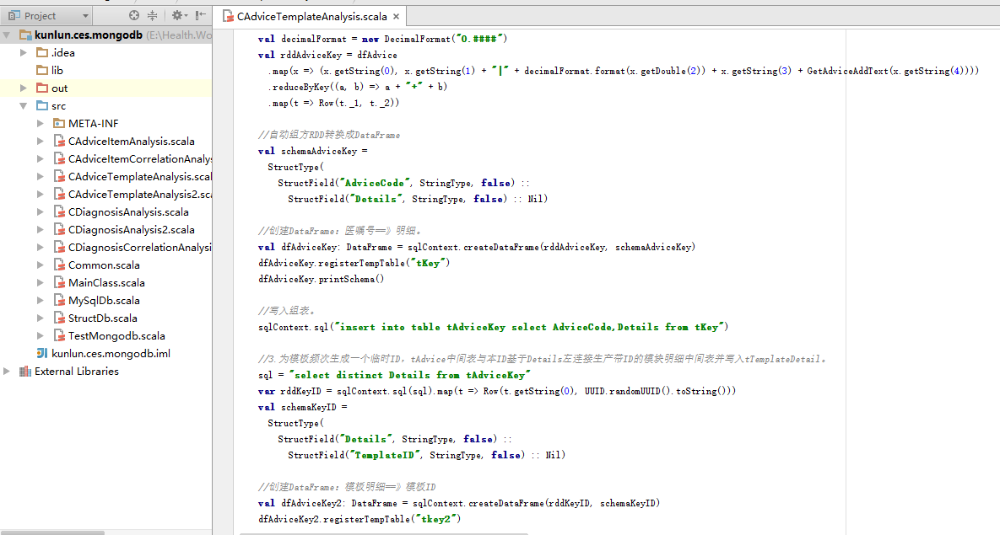 Project
CAdviceTemplateAnalysis.scala
kunlun.ces.mongodb (E:\Health.Wo
.idea
lib
out
src
META-INF
CAdviceItemAnalysis.scala
CAdviceItemCorrelationAnalys
CAdviceTemplateAnalysis.scal
CAdviceTemplateAnalysis2.sca
CDiagnosisAnalysis.scala
CDiagnosisAnalysis2.scala
CDiagnosisCorrelationAnalysi
Common.scala
MainClass.scala
MySqlDb.scala
StructDb.scala
TestMongodb.scala
kunlun.ces.mongodb.iml
External Libraries
val decimalFormat = new DecimalFormat("0.####")
val rddAdviceKey = dfAdvice
.map(x => (x.getString(0), x.getString(1) + "|" + decimalFormat.format(x.getDouble(2)) + x.getString(3) + GetAdviceAddText(x.getString(4))))
.reduceByKey((a, b) => a + "+" + b)
.map(t => Row(t._1, t._2))
//自动组方RDD转换成DataFrame
val schemaAdviceKey =
StructType(
StructField("AdviceCode", StringType, false) ::
StructField("Details", StringType, false) :: Nil)
//创建DataFrame: 医嘱号==》明细。
val dfAdviceKey: DataFrame = sqlContext.createDataFrame(rddAdviceKey, schemaAdviceKey)
dfAdviceKey.registerTempTable("tKey")
dfAdviceKey.printSchema()
//写入组表。
sqlContext.sql("insert into table tAdviceKey select AdviceCode,Details from tKey")
//3.为模板频次生成一个临时ID，tAdvice中间表与本ID基于Details左连接生产带ID的模块明细中间表并写入tTemplateDetail。
sql = "select distinct Details from tAdviceKey"
var rddKeyID = sqlContext.sql(sql).map(t => Row(t.getString(0), UUID.randomUUID().toString()))
val schemaKeyID =
StructType(
StructField("Details", StringType, false) ::
StructField("TemplateID", StringType, false) :: Nil)
//创建DataFrame: 模板明细==》模板ID
val dfAdviceKey2: DataFrame = sqlContext.createDataFrame(rddKeyID, schemaKeyID)
dfAdviceKey2.registerTempTable("tkey2")